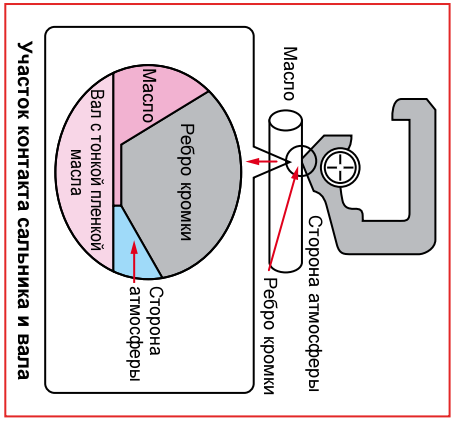 Масло
Сторона атмосферы
Ребро кромки
Масло
Ребро кромки
Вал с тонкой пленкой
масла
Сторона
атмосферы
Участок контакта сальника и вала